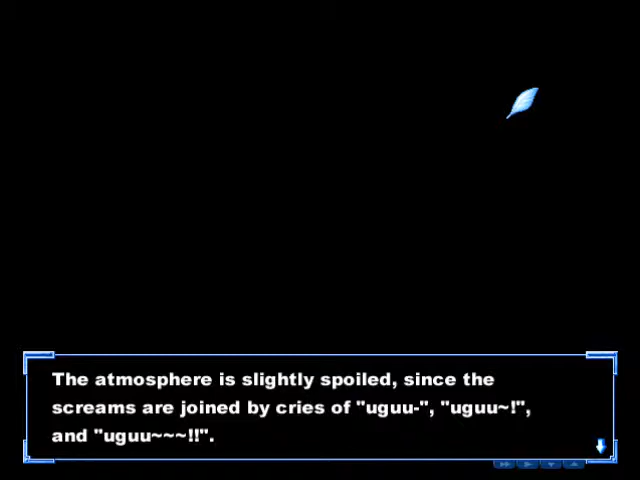 The atmosphere is slightly spoiled, since the
screams are joined by cries of "uguu-", "uguu~!",
and "uguu~~~!!".